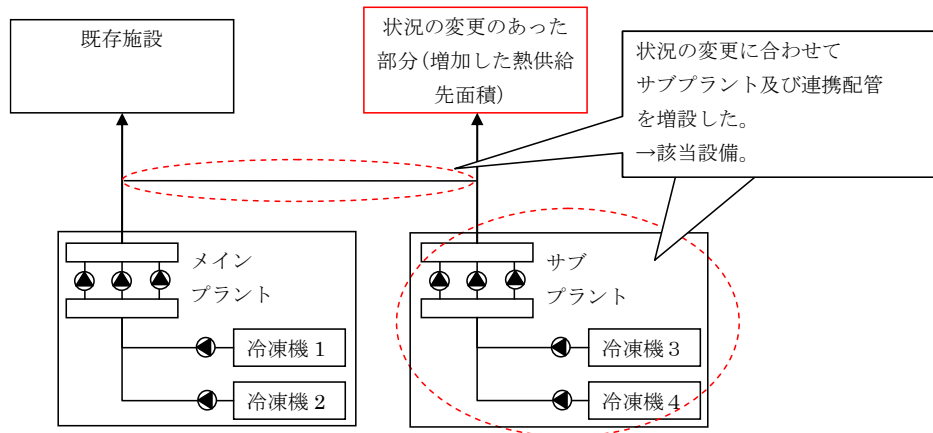 既存施設
状況の変更のあった
部分(増加した熱供給
先面積)
状況の変更に合わせて
サブプラント及び連携配管
を増設した。
→該当設備。
メイン
プラント
冷凍機１
冷凍機２
サブ
プラント
冷凍機３
冷凍機４